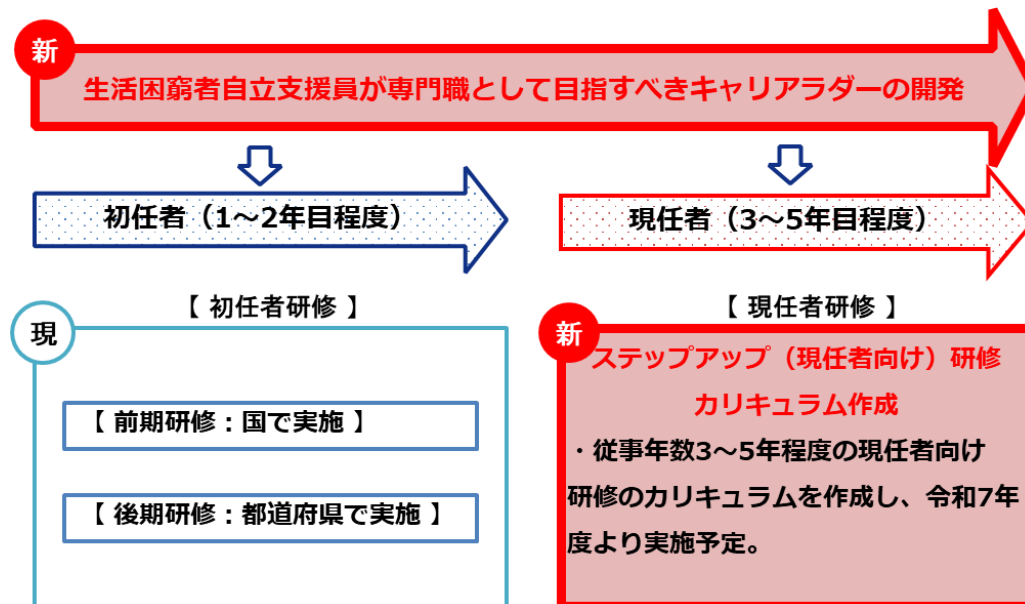 新
生活困窮者自立支援員が専門職として目指すべきキャリアラダーの開発
初任者（1～2年目程度）
現任者（3～5年目程度）
【 初任者研修 】
現
【 前期研修：国で実施 】
【 後期研修：都道府県で実施 】
【 現任者研修 】
新
ステップアップ（現任者向け）研修
カリキュラム作成
・従事年数3～5年程度の現任者向け
研修のカリキュラムを作成し、令和7年
度より実施予定。